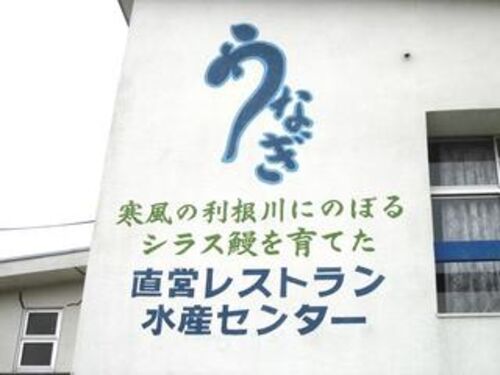 うなぎ
寒風の利根川にのぼる
シラス鰻を育てた
直営レストラン
水産センター